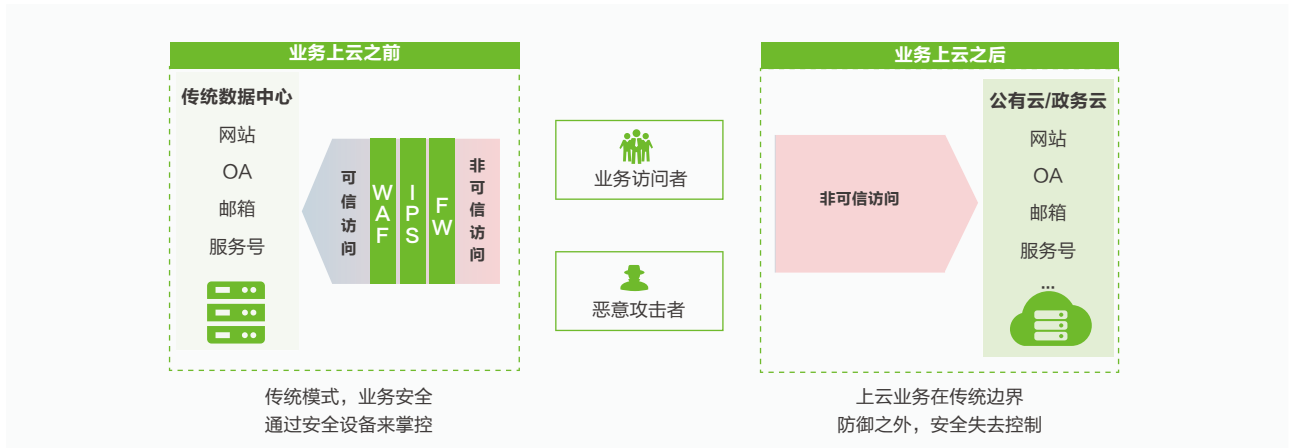 业务上云之前
传统数据中心
网站
OA
邮箱
服务号
可信访问
WAF
IPS
FW
非可信访问
传统模式，业务安全
通过安全设备来掌控
业务访问者
恶意攻击者
业务上云之后
非可信访问
公有云/政务云
网站
OA
邮箱
服务号
...
上云业务在传统边界
防御之外，安全失去控制